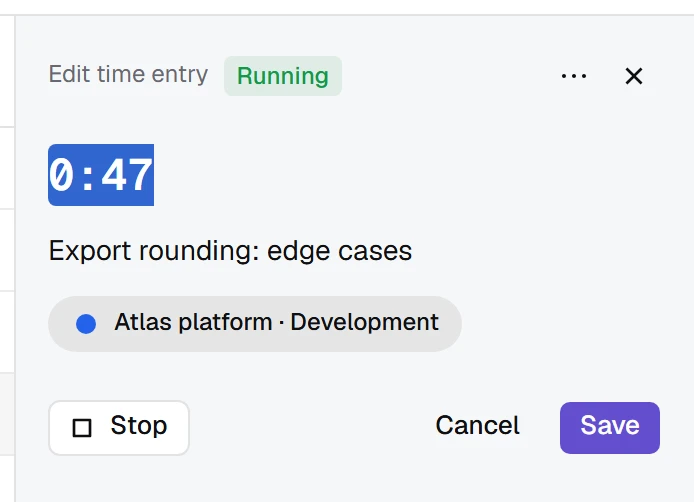 Edit time entry Running
0:47
Export rounding: edge cases
Atlas platform · Development
Stop Cancel Save